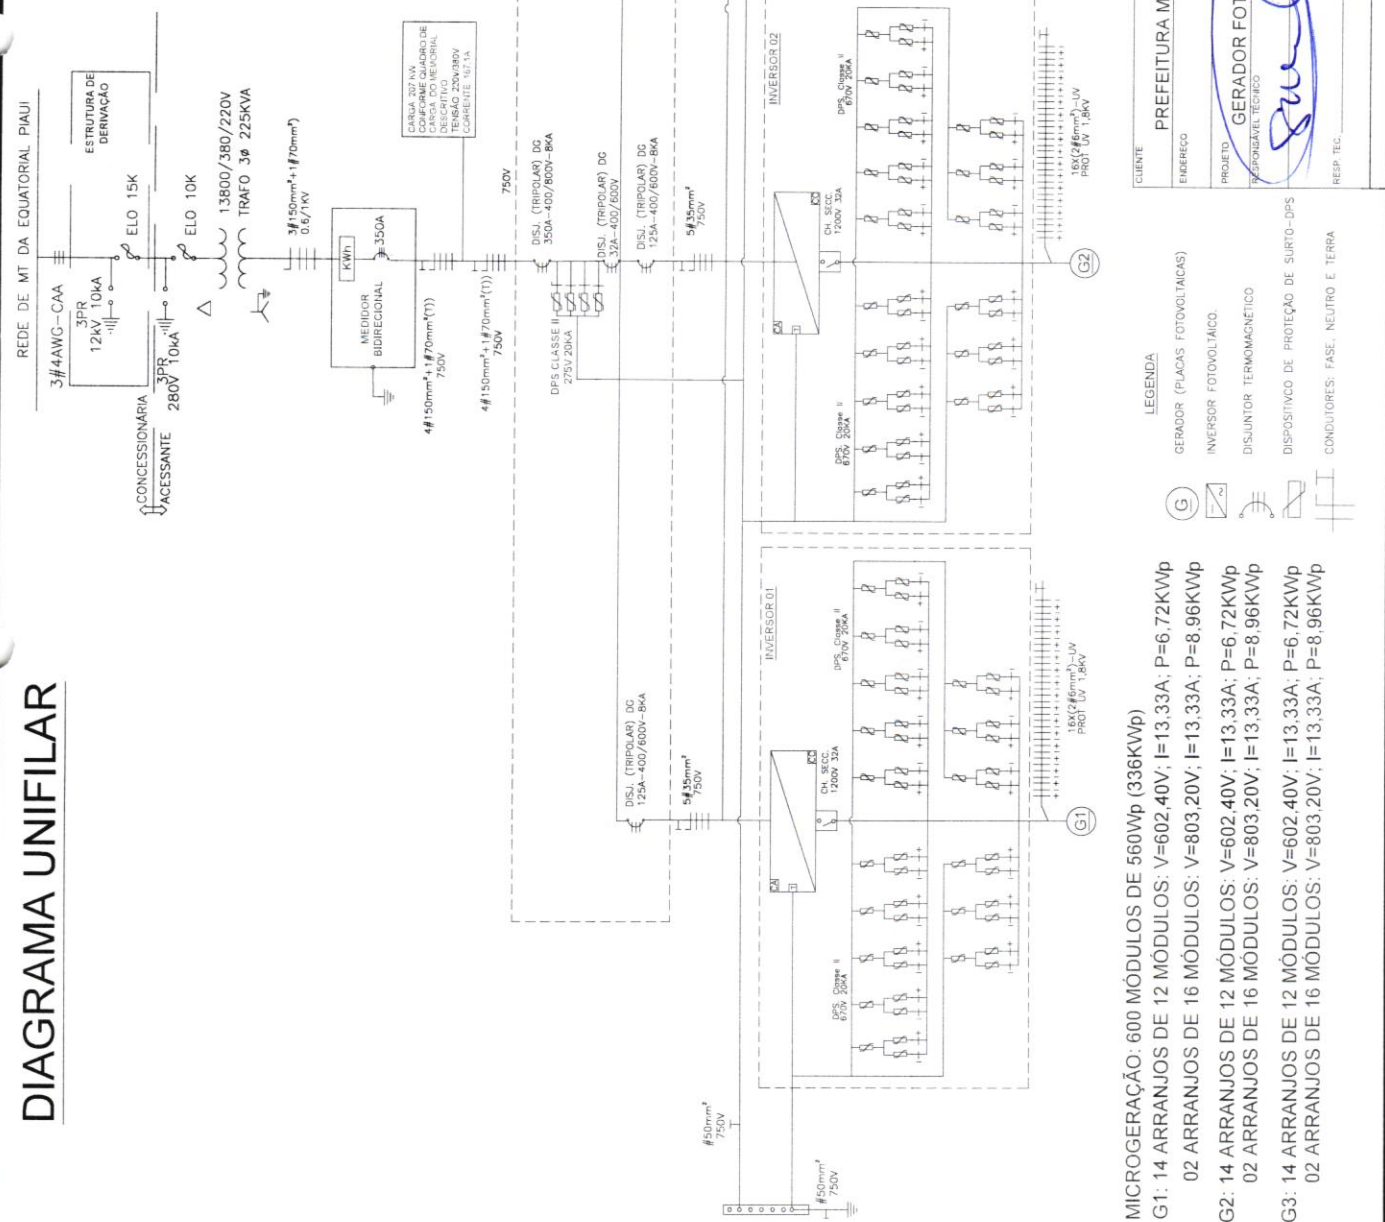 DIAGRAMA UNIFILAR
REDE DE MT DA EQUATORIAL PIAUI
3#4AWG-CAA
ESTRUTURA DE
DERIVAÇÃO
3PR
12kV 10kA
ELO 15K
CONCESSIONÁRIA
ACESSANTE
3PR
280V 10kA
ELO 10K
13800/380/220V
TRAFO 3ø 225KVA
3#150mm²+1#70mm²)
0.6/1KV
KWh
350A
MEDIDOR
BIDIRECIONAL
CARGA 207 KW
CONFORME QUADRO DE
CARGA DO MEMORIAL
DESCRITIVO
TENSÃO 220V/380V
CORRENTE 167.1A
4#150mm²+1#70mm²(T))
750V
4#150mm²+1#70mm²(T))
750V
750V
DISJ. (TRIPOLAR) DG
350A-400/800V-8KA
DPS CLASSE II
275V 20KA
DISJ. (TRIPOLAR) DG
32A-400/600V
DISJ. (TRIPOLAR) DG
125A-400/600V-8KA
5#35mm²
750V
DISJ. (TRIPOLAR) DG
125A-400/600V-8KA
5#35mm²
750V
INVERSOR 02
CA
CC
T
CH. SECC.
1200V 32A
DPS. Classe II
670V 20KA
DPS. Classe II
670V 20KA
16X(2#6mm²)-UV
PROT UV 1,8KV
G2
INVERSOR 01
CA
CC
T
CH. SECC.
1200V 32A
DPS. Classe II
670V 20KA
DPS. Classe II
670V 20KA
16X(2#6mm²)-UV
PROT UV 1,8KV
G1
#50mm²
750V
#50mm²
750V
MICROGERAÇÃO: 600 MÓDULOS DE 560Wp (336KWp)
G1: 14 ARRANJOS DE 12 MÓDULOS: V=602,40V; I=13,33A; P=6,72KWp
02 ARRANJOS DE 16 MÓDULOS: V=803,20V; I=13,33A; P=8,96KWp
G2: 14 ARRANJOS DE 12 MÓDULOS: V=602,40V; I=13,33A; P=6,72KWp
02 ARRANJOS DE 16 MÓDULOS: V=803,20V; I=13,33A; P=8,96KWp
G3: 14 ARRANJOS DE 12 MÓDULOS: V=602,40V; I=13,33A; P=6,72KWp
02 ARRANJOS DE 16 MÓDULOS: V=803,20V; I=13,33A; P=8,96KWp
LEGENDA
G GERADOR (PLACAS FOTOVOLTAICAS)
INVERSOR FOTOVOLTÁICO.
DISJUNTOR TERMOMAGNÉTICO
DISPOSITIVCO DE PROTEÇÃO DE SURTO-DPS
CONDUTORES: FASE, NEUTRO E TERRA
CLIENTE
PREFEITURA M
ENDEREÇO
PROJETO
GERADOR FOT
RESPONSÁVEL TÉCNICO
RESP. TEC.